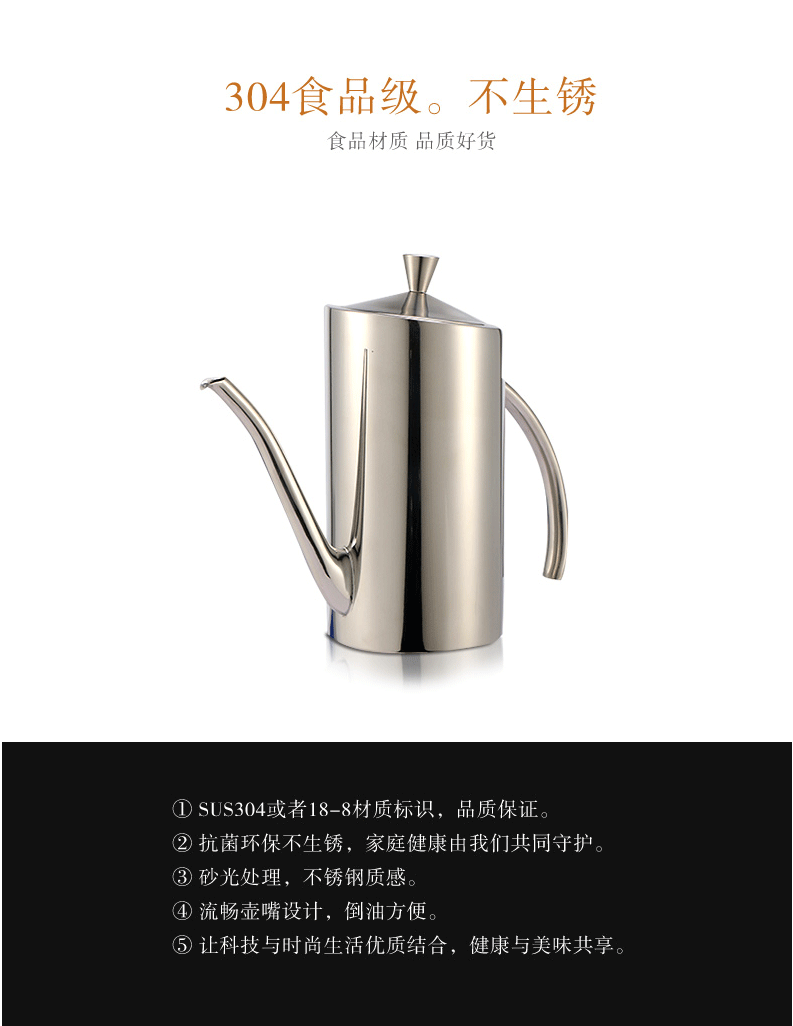 304食品级。不生锈
食品材质 品质好货
① SUS304或者18-8材质标识，品质保证。
② 抗菌环保不生锈，家庭健康由我们共同守护。
③ 砂光处理，不锈钢质感。
④ 流畅壶嘴设计，倒油方便。
⑤ 让科技与时尚生活优质结合，健康与美味共享。